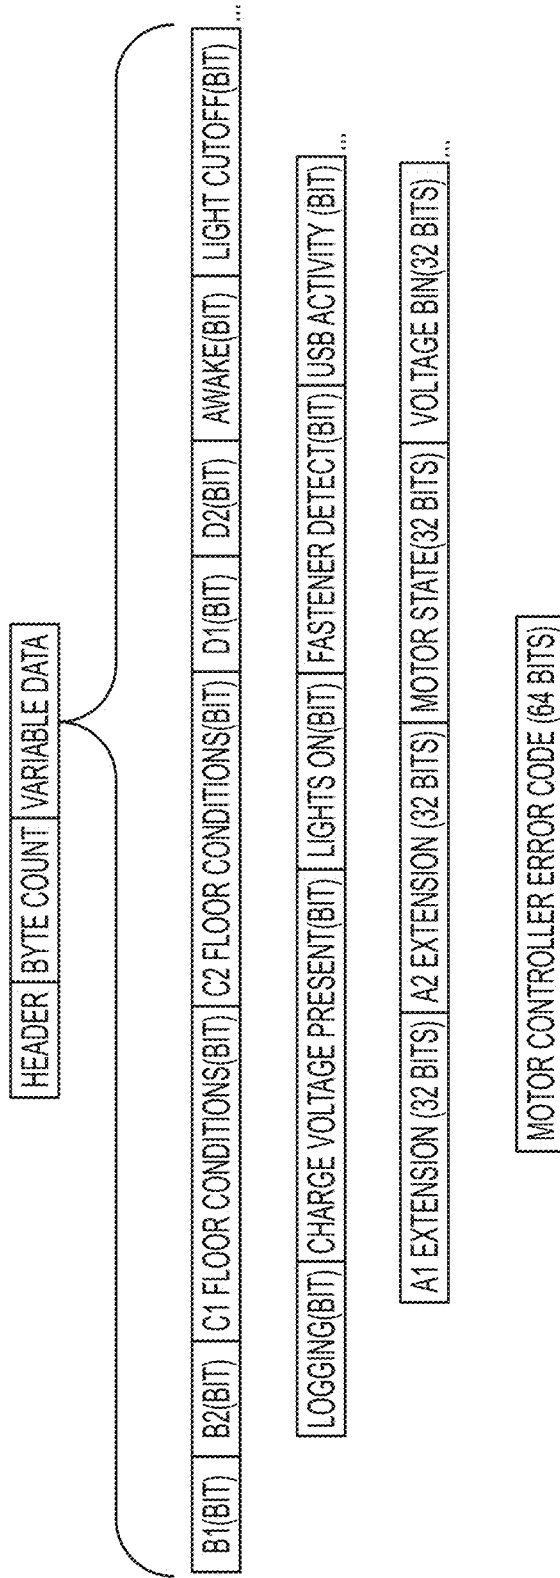 HEADER BYTE COUNT VARIABLE DATA
B1(BIT) B2(BIT) C1 FLOOR CONDITIONS(BIT) C2 FLOOR CONDITIONS(BIT) D1(BIT) D2(BIT) AWAKE(BIT) LIGHT CUTOFF(BIT) ...
LOGGING(BIT) CHARGE VOLTAGE PRESENT(BIT) LIGHTS ON(BIT) FASTENER DETECT(BIT) USB ACTIVITY (BIT) ...
A1 EXTENSION (32 BITS) A2 EXTENSION (32 BITS) MOTOR STATE(32 BITS) VOLTAGE BIN(32 BITS) ...
MOTOR CONTROLLER ERROR CODE (64 BITS)